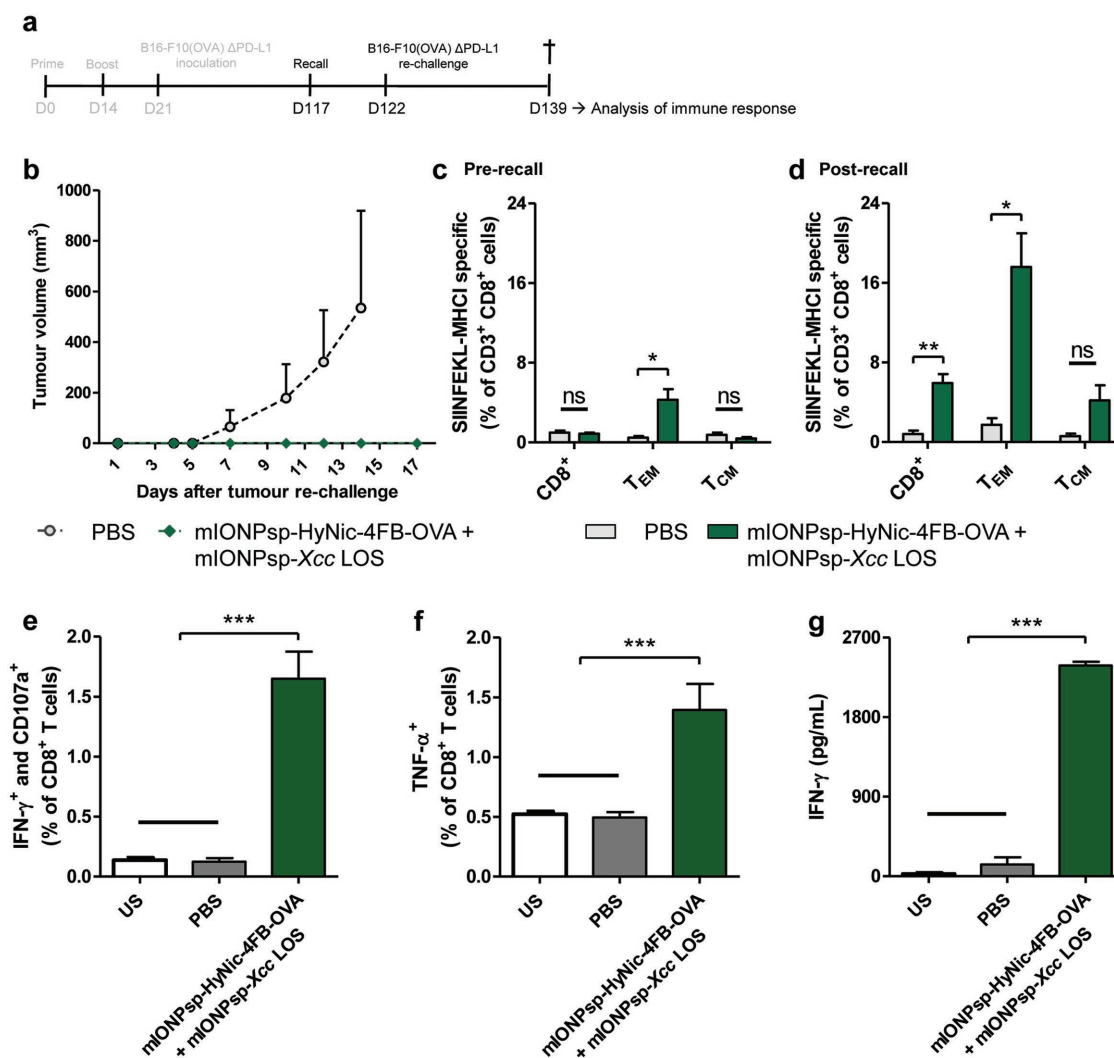 a
B16-F10(OVA) ΔPD-L1
inoculation
B16-F10(OVA) ΔPD-L1
re-challenge
†
Prime
Boost
Recall
D0
D14
D21
D117
D122
D139 → Analysis of immune response
b
Tumour volume (mm³)
1000
800
600
400
200
0
1
3
5
7
9
11
13
15
17
Days after tumour re-challenge
PBS
mIONPsp-HyNic-4FB-OVA +
mIONPsp-Xcc LOS
c Pre-recall
SIINFEKL-MHCI specific
(% of CD3⁺ CD8⁺ cells)
24
16
8
0
ns
*
ns
CD8⁺
T_EM
T_CM
d Post-recall
SIINFEKL-MHCI specific
(% of CD3⁺ CD8⁺ cells)
24
16
8
0
**
*
ns
CD8⁺
T_EM
T_CM
PBS
mIONPsp-HyNic-4FB-OVA +
mIONPsp-Xcc LOS
e
IFN-γ⁺ and CD107a⁺
(% of CD8⁺ T cells)
2.0
1.5
1.0
0.5
0.0
***
US
PBS
mIONPsp-HyNic-4FB-OVA
+ mIONPsp-Xcc LOS
f
TNF-α⁺
(% of CD8⁺ T cells)
2.0
1.5
1.0
0.5
0.0
***
US
PBS
mIONPsp-HyNic-4FB-OVA
+ mIONPsp-Xcc LOS
g
IFN-γ (pg/mL)
2700
1800
900
0
***
US
PBS
mIONPsp-HyNic-4FB-OVA
+ mIONPsp-Xcc LOS